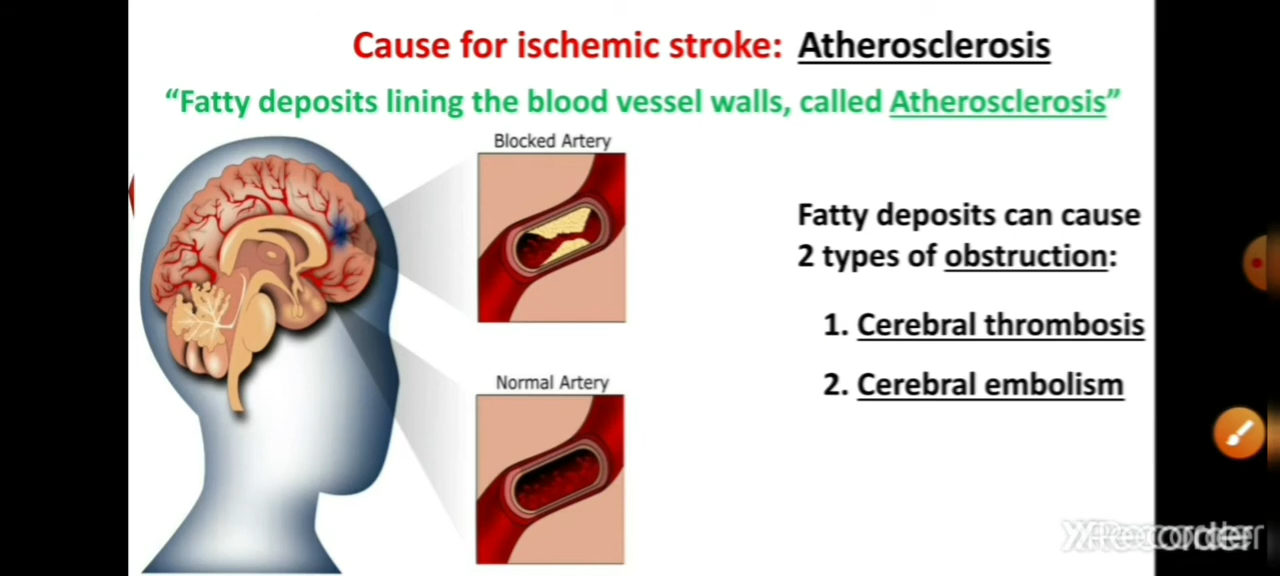 Cause for ischemic stroke: Atherosclerosis
“Fatty deposits lining the blood vessel walls, called Atherosclerosis”
Blocked Artery
Fatty deposits can cause
2 types of obstruction:
1. Cerebral thrombosis
2. Cerebral embolism
Normal Artery
XRecorder